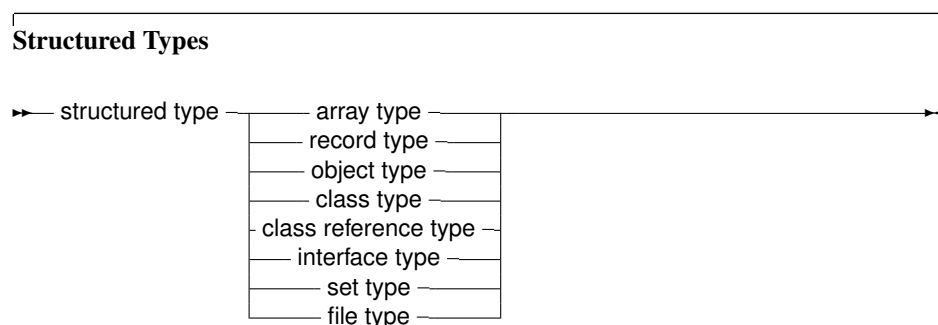 Structured Types
structured type array type
record type
object type
class type
class reference type
interface type
set type
file type